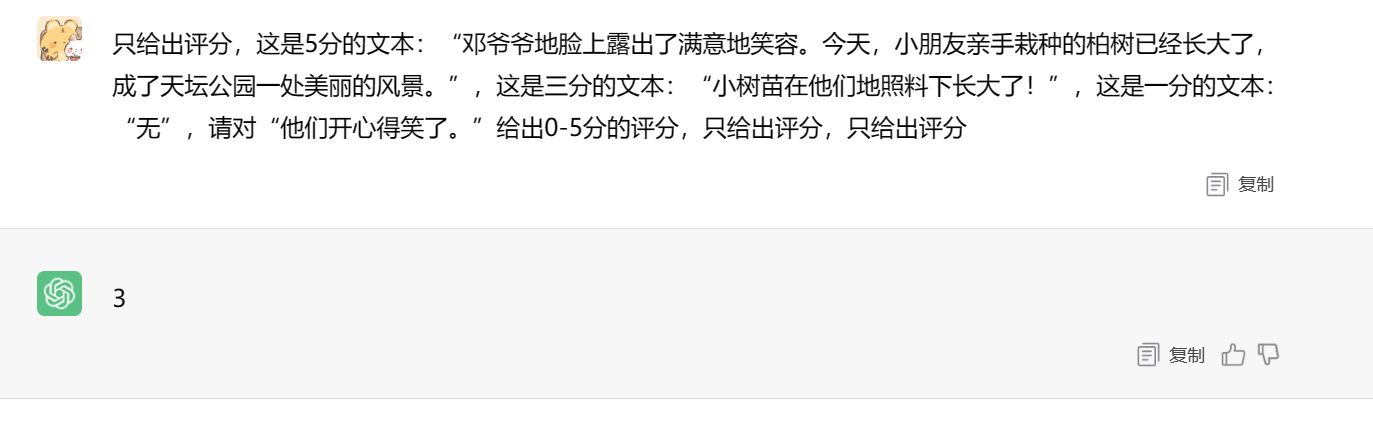 只给出评分，这是5分的文本：“邓爷爷地脸上露出了满意地笑容。今天，小朋友亲手栽种的柏树已经长大了，
成了天坛公园一处美丽的风景。”，这是三分的文本：“小树苗在他们地照料下长大了！”，这是一分的文本：
“无”，请对“他们开心得笑了。”给出0-5分的评分，只给出评分，只给出评分
复制
3
复制